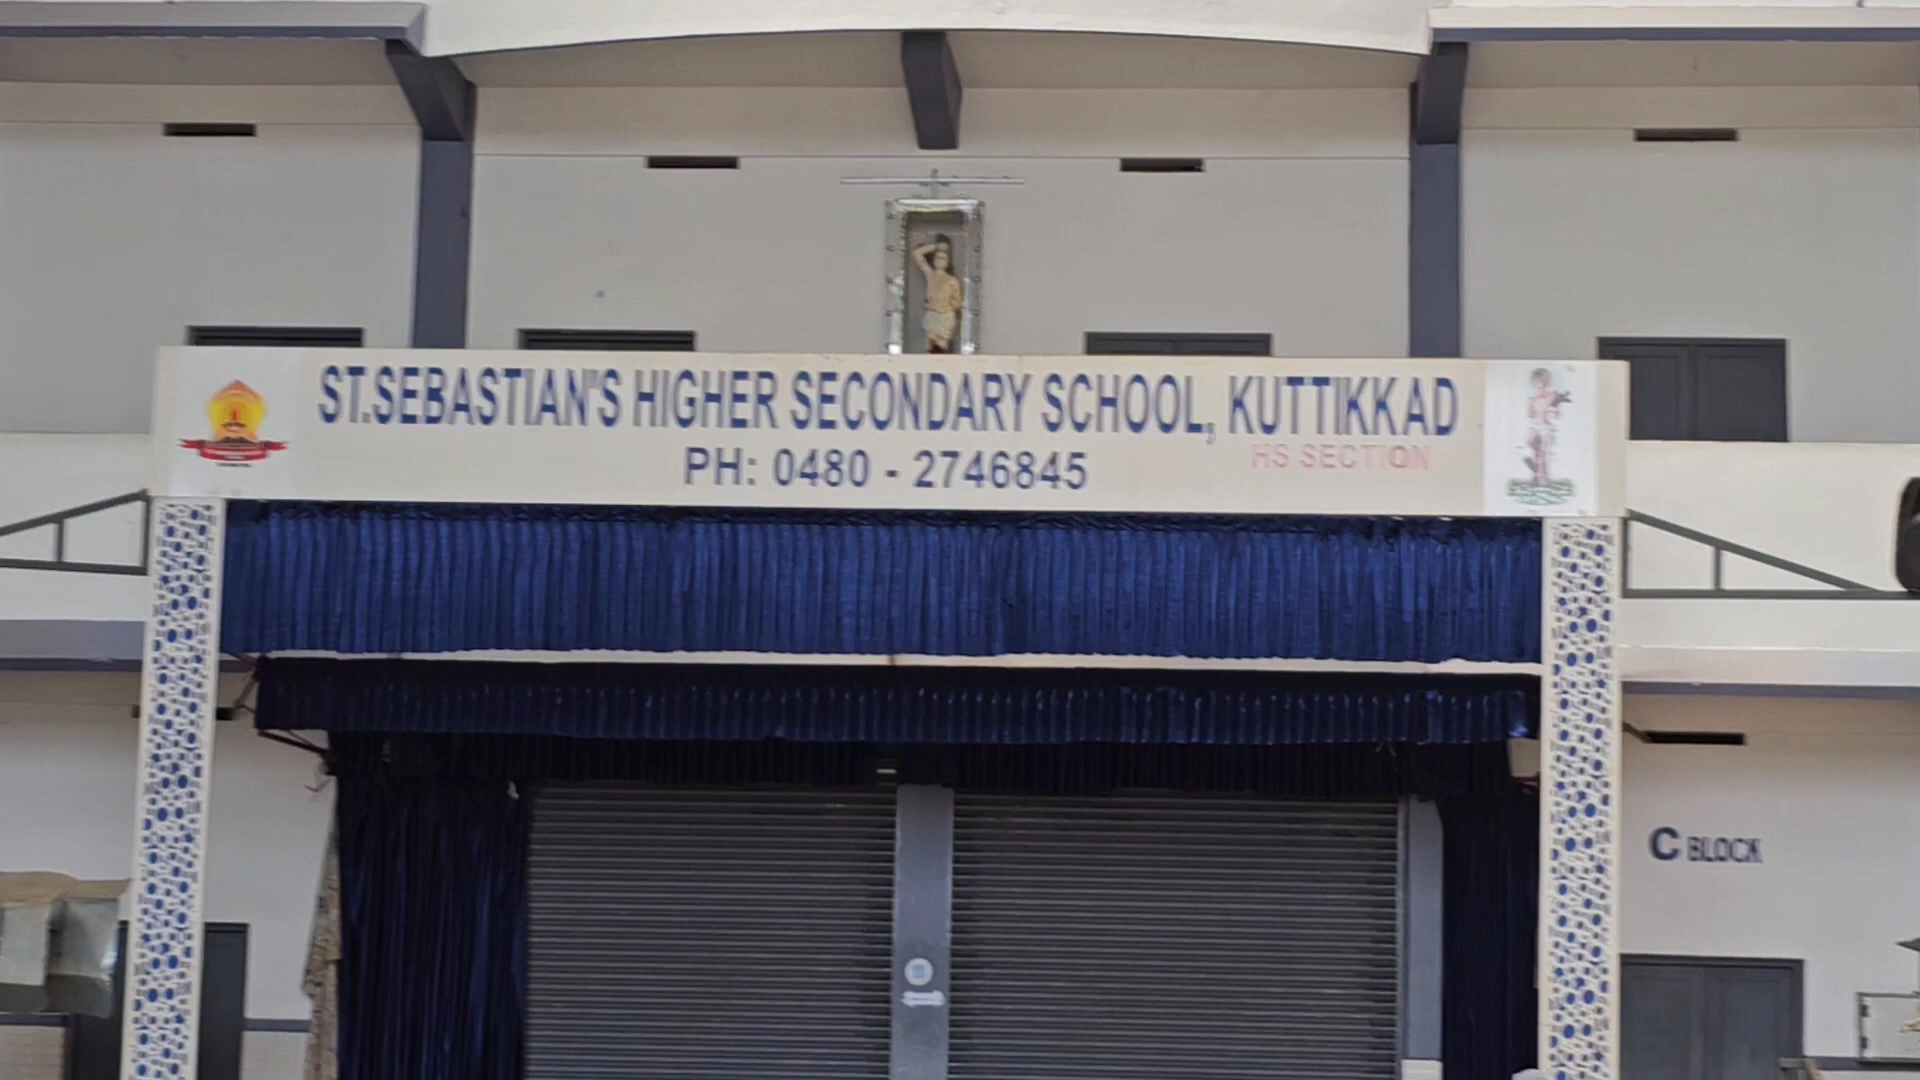 ST.SEBASTIAN'S HIGHER SECONDARY SCHOOL, KUTTIKKAD
HS SECTION
PH: 0480 - 2746845
C BLOCK